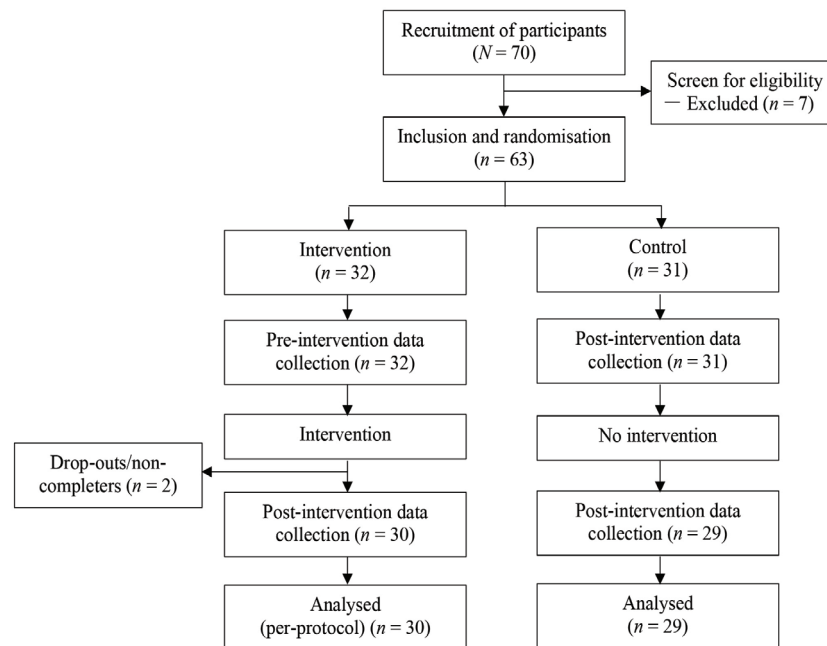 Recruitment of participants
(N = 70)
Screen for eligibility
— Excluded (n = 7)
Inclusion and randomisation
(n = 63)
Intervention
(n = 32)
Control
(n = 31)
Pre-intervention data
collection (n = 32)
Post-intervention data
collection (n = 31)
Intervention
No intervention
Drop-outs/non-
completers (n = 2)
Post-intervention data
collection (n = 30)
Post-intervention data
collection (n = 29)
Analysed
(per-protocol) (n = 30)
Analysed
(n = 29)